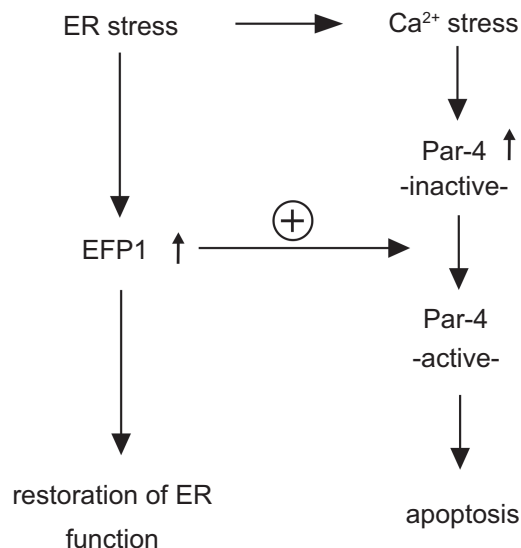 ER stress
Ca²⁺ stress
Par-4
-inactive-
+
EFP1
Par-4
-active-
restoration of ER
function
apoptosis